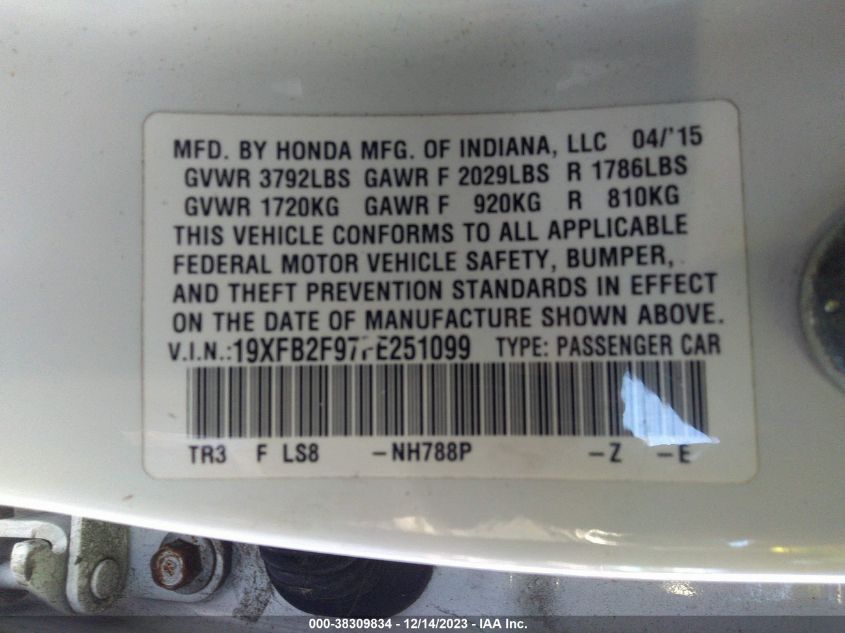 MFD. BY HONDA MFG. OF INDIANA, LLC 04/'15
GVWR 3792LBS GAWR F 2029LBS R 1786LBS
GVWR 1720KG GAWR F 920KG R 810KG
THIS VEHICLE CONFORMS TO ALL APPLICABLE
FEDERAL MOTOR VEHICLE SAFETY, BUMPER,
AND THEFT PREVENTION STANDARDS IN EFFECT
ON THE DATE OF MANUFACTURE SHOWN ABOVE.
V.I.N.:19XFB2F97FE251099 TYPE: PASSENGER CAR
TR3 F LS8 -NH788P -Z -E
000-38309834 / 12/14/2023 - IAA Inc.